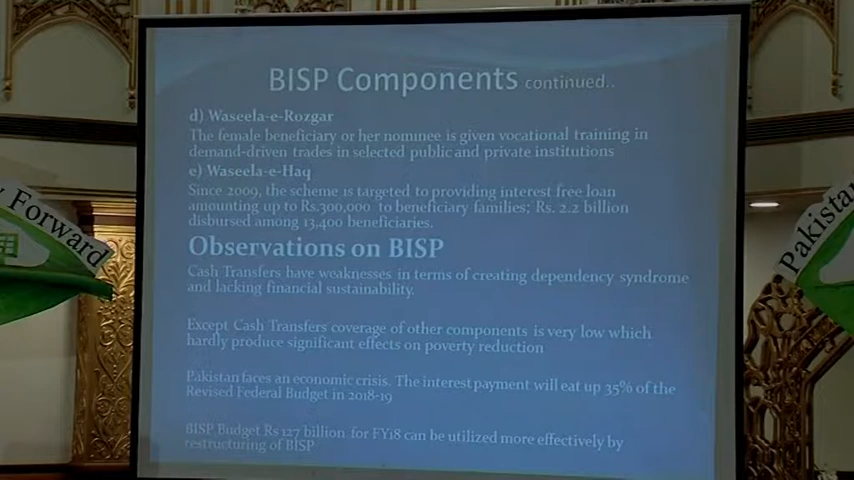 BISP Components continued..
d) Waseela-e-Rozgar
The female beneficiary or her nominee is given vocational training in
demand-driven trades in selected public and private institutions
e) Waseela-e-Haq
Since 2009, the scheme is targeted to providing interest free loan
amounting up to Rs.300,000 to beneficiary families; Rs. 2.2 billion
disbursed among 13,400 beneficiaries.
Observations on BISP
Cash Transfers have weaknesses in terms of creating dependency syndrome
and lacking financial sustainability.
Except Cash Transfers coverage of other components is very low which
hardly produce significant effects on poverty reduction
Pakistan faces an economic crisis. The interest payment will eat up 35% of the
Revised Federal Budget in 2018-19
BISP Budget Rs 127 billion for FY18 can be utilized more effectively by
restructuring of BISP
Forward
Pakistan